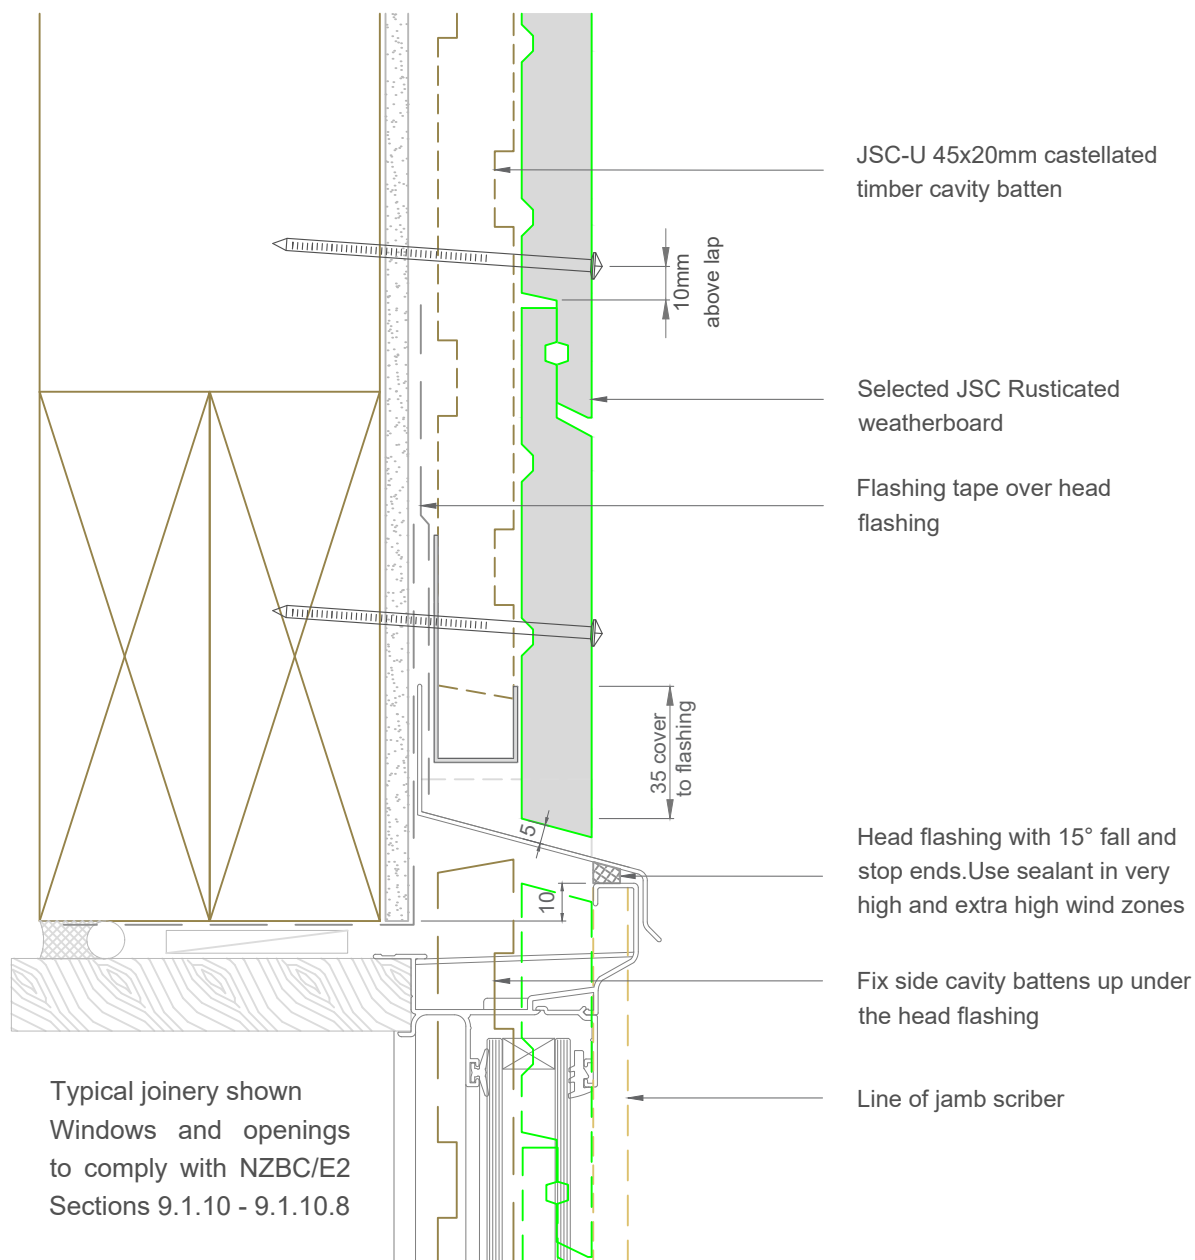 JSC-U 45x20mm castellated
timber cavity batten
10mm
above lap
Selected JSC Rusticated
weatherboard
Flashing tape over head
flashing
35 cover
to flashing
5
Head flashing with 15° fall and
stop ends.Use sealant in very
high and extra high wind zones
10
Fix side cavity battens up under
the head flashing
Line of jamb scriber
Typical joinery shown
Windows and openings
to comply with NZBC/E2
Sections 9.1.10 - 9.1.10.8